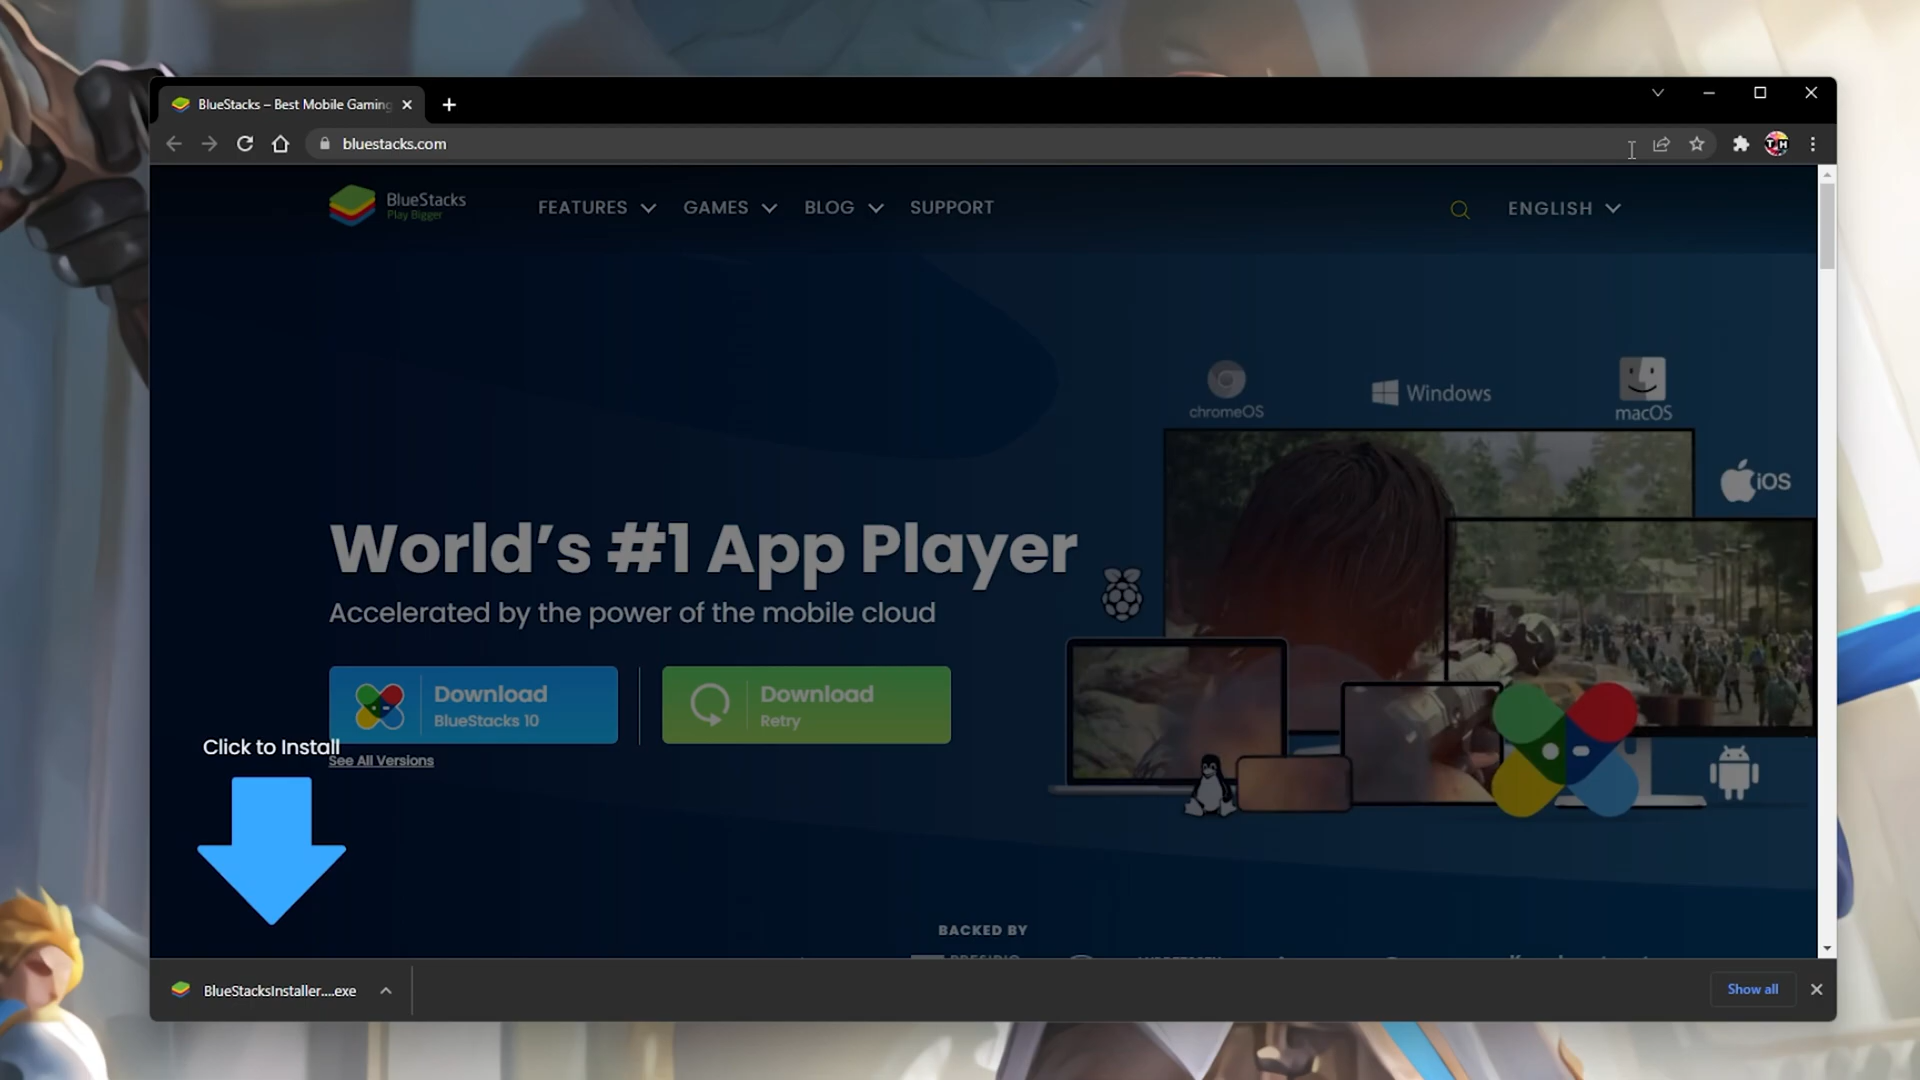 BlueStacks – Best Mobile Gaming
bluestacks.com
BlueStacks
Play Bigger
FEATURES
GAMES
BLOG
SUPPORT
ENGLISH
chromeOS
Windows
macOS
iOS
World's #1 App Player
Accelerated by the power of the mobile cloud
Download
BlueStacks 10
Download
Retry
Click to Install
See All Versions
BACKED BY
BlueStacksInstaller....exe
Show all